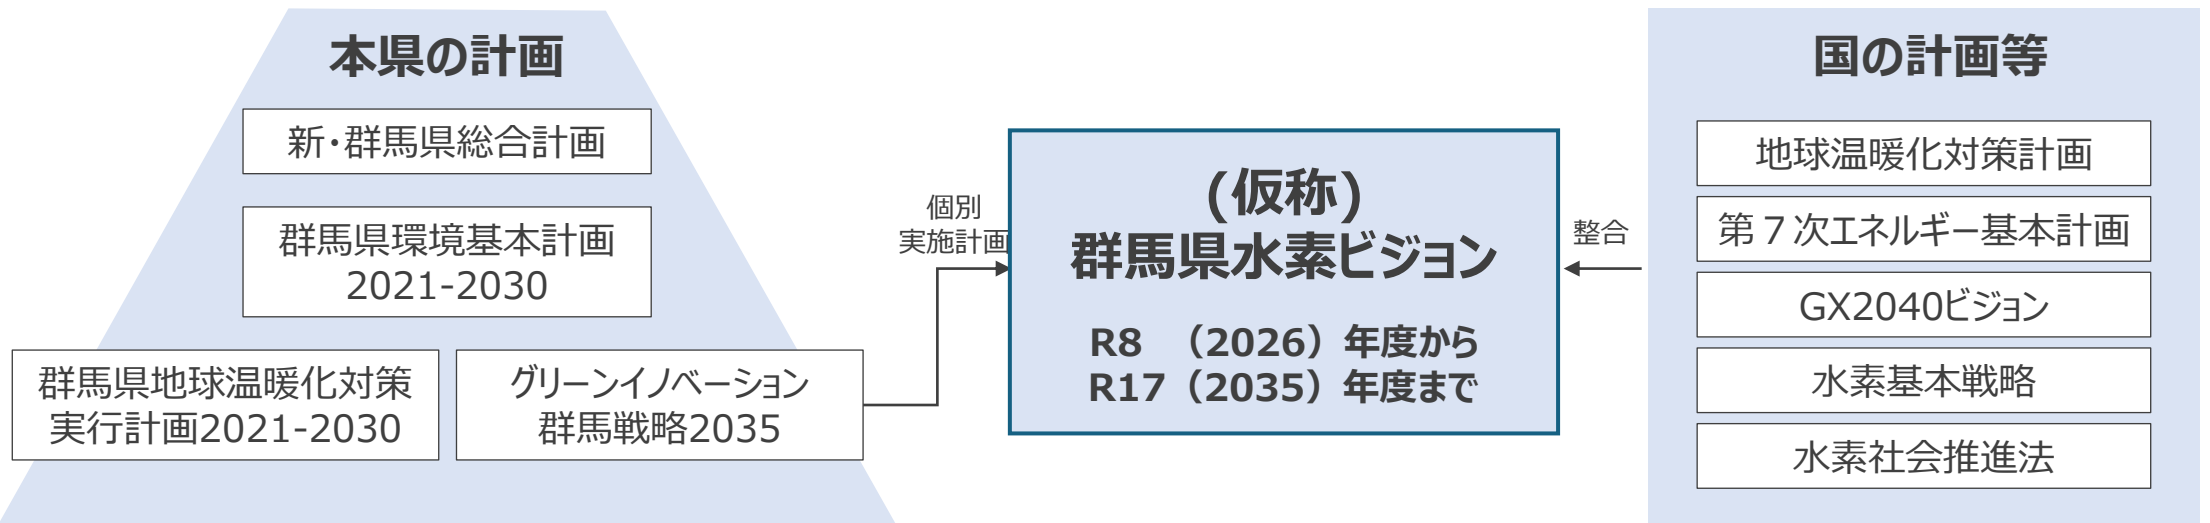 本県の計画
新・群馬県総合計画
群馬県環境基本計画
2021-2030
群馬県地球温暖化対策
実行計画2021-2030
グリーンイノベーション
群馬戦略2035
個別
実施計画
(仮称)
群馬県水素ビジョン
R8 （2026）年度から
R17（2035）年度まで
整合
国の計画等
地球温暖化対策計画
第７次エネルギー基本計画
GX2040ビジョン
水素基本戦略
水素社会推進法